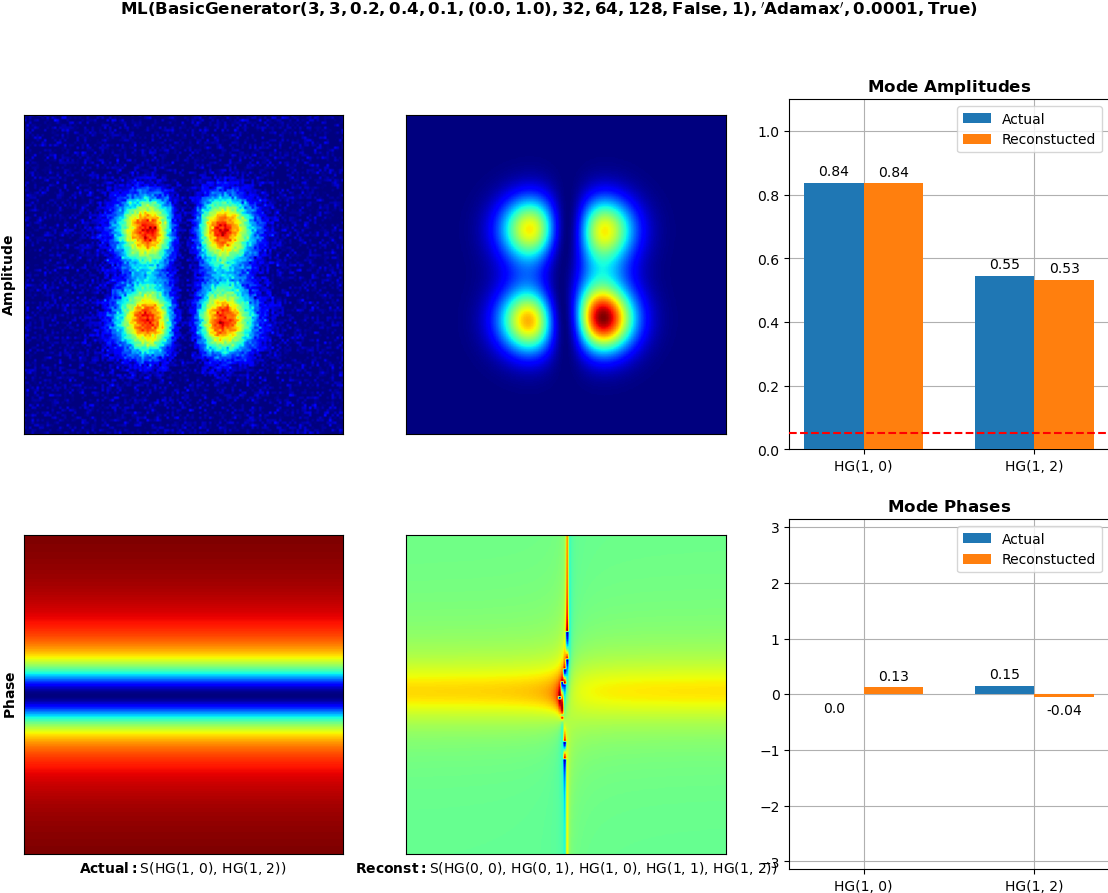 ML(BasicGenerator(3, 3, 0.2, 0.4, 0.1, (0.0, 1.0), 32, 64, 128, False, 1), ′Adamax′, 0.0001, True)
Mode Amplitudes
Actual
Reconstucted
1.0
0.8
0.6
0.4
0.2
0.0
0.84
0.84
0.55
0.53
HG(1, 0)
HG(1, 2)
Amplitude
Mode Phases
Actual
Reconstucted
3
2
1
0
−1
−2
−3
0.0
0.13
0.15
-0.04
HG(1, 0)
HG(1, 2)
Phase
Actual: S(HG(1, 0), HG(1, 2))
Reconst: S(HG(0, 0), HG(0, 1), HG(1, 0), HG(1, 1), HG(1, 2))